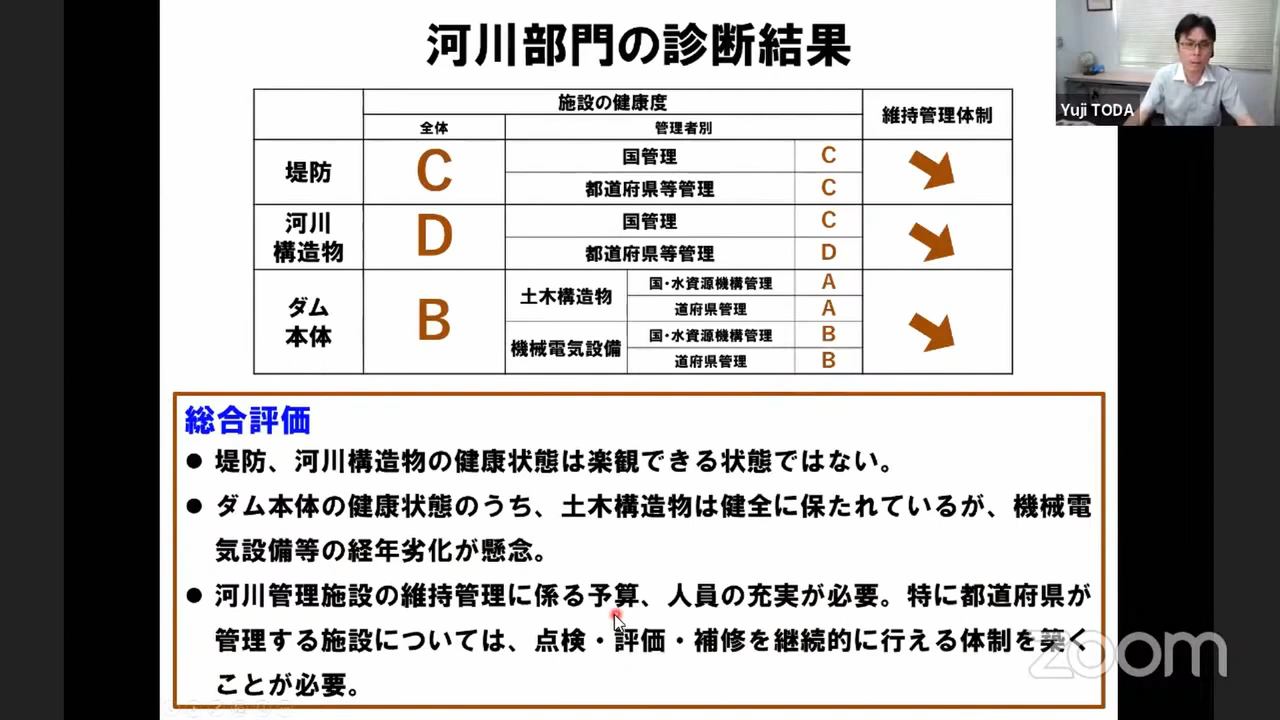 河川部門の診断結果
施設の健康度
維持管理体制
全体
管理者別
堤防
C
国管理
C
都道府県等管理
C
河川
構造物
D
国管理
C
都道府県等管理
D
ダム
本体
B
土木構造物
国・水資源機構管理
A
道府県管理
A
機械電気設備
国・水資源機構管理
B
道府県管理
B
総合評価
● 堤防、河川構造物の健康状態は楽観できる状態ではない。
● ダム本体の健康状態のうち、土木構造物は健全に保たれているが、機械電
気設備等の経年劣化が懸念。
● 河川管理施設の維持管理に係る予算、人員の充実が必要。特に都道府県が
管理する施設については、点検・評価・補修を継続的に行える体制を築く
ことが必要。
Yuji TODA
zoom